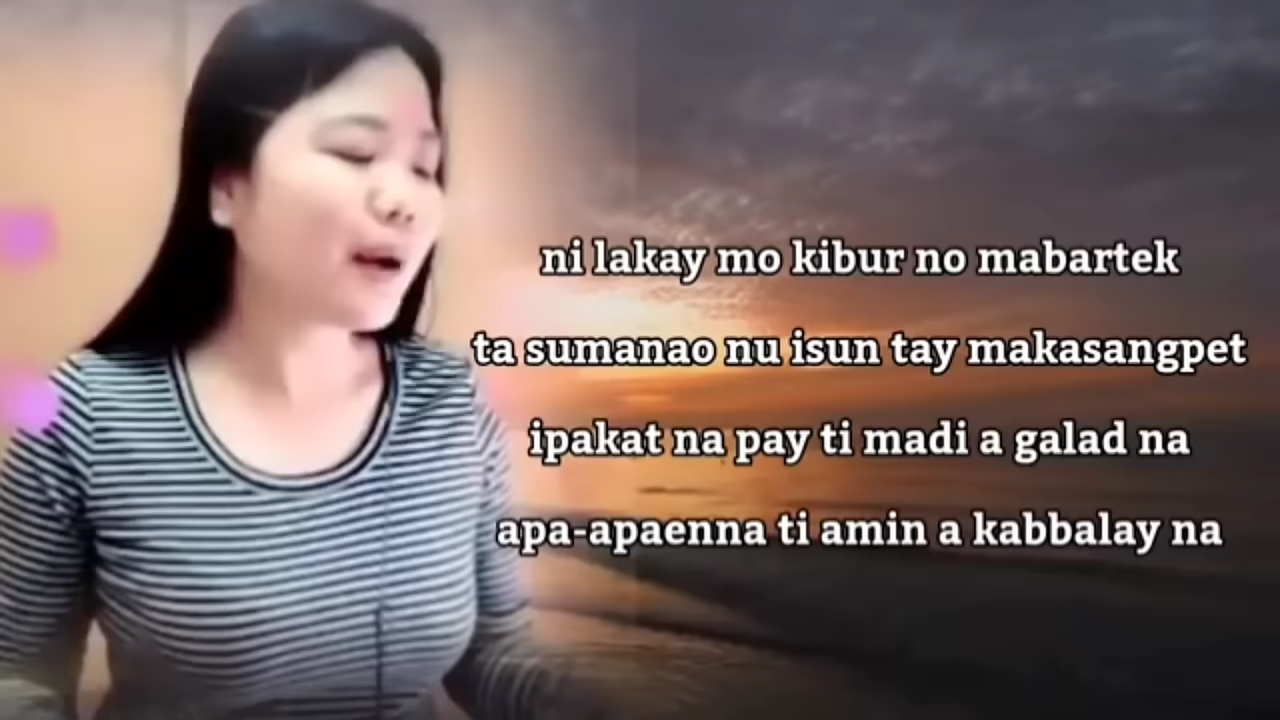 ni lakay mo kibur no mabartek
ta sumanao nu isun tay makasangpet
ipakat na pay ti madi a galad na
apa-apaenna ti amin a kabbalay na